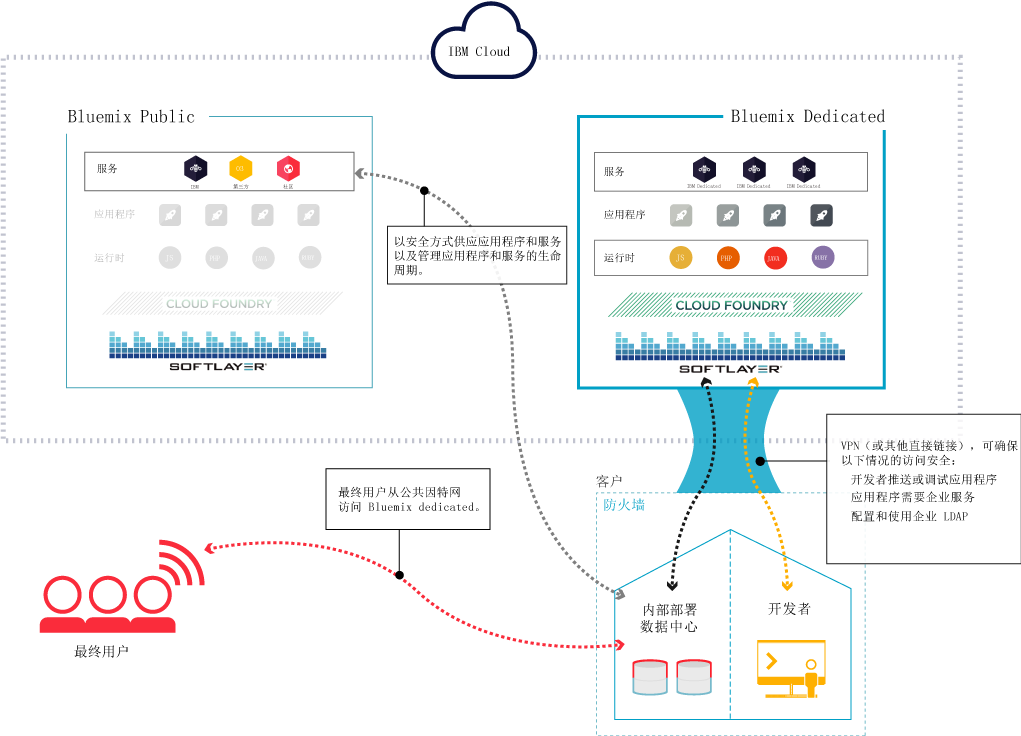 IBM Cloud
Bluemix Public
服务
IBM
第三方
社区
应用程序
运行时
JS
PHP
JAVA
RUBY
CLOUD FOUNDRY
SOFTLAYER
以安全方式供应应用程序和服务
以及管理应用程序和服务的生命
周期。
Bluemix Dedicated
服务
IBM Dedicated
IBM Dedicated
IBM Dedicated
应用程序
运行时
JS
PHP
JAVA
RUBY
CLOUD FOUNDRY
SOFTLAYER
VPN（或其他直接链接），可确保
以下情况的访问安全：
开发者推送或调试应用程序
应用程序需要企业服务
配置和使用企业 LDAP
最终用户从公共因特网
访问 Bluemix dedicated。
最终用户
客户
防火墙
内部部署
数据中心
开发者